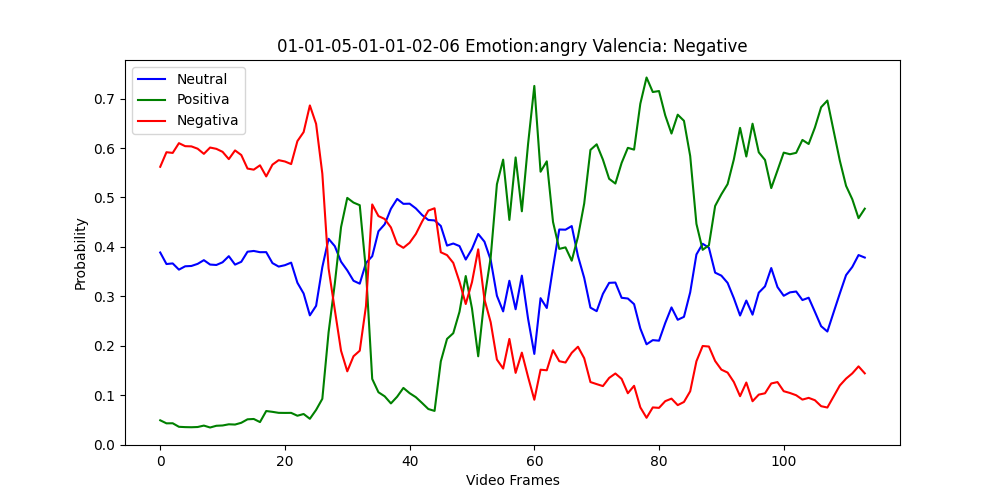 01-01-05-01-01-02-06 Emotion:angry Valencia: Negative
Neutral
Positiva
Negativa
Probability
0.7
0.6
0.5
0.4
0.3
0.2
0.1
0.0
0 20 40 60 80 100
Video Frames